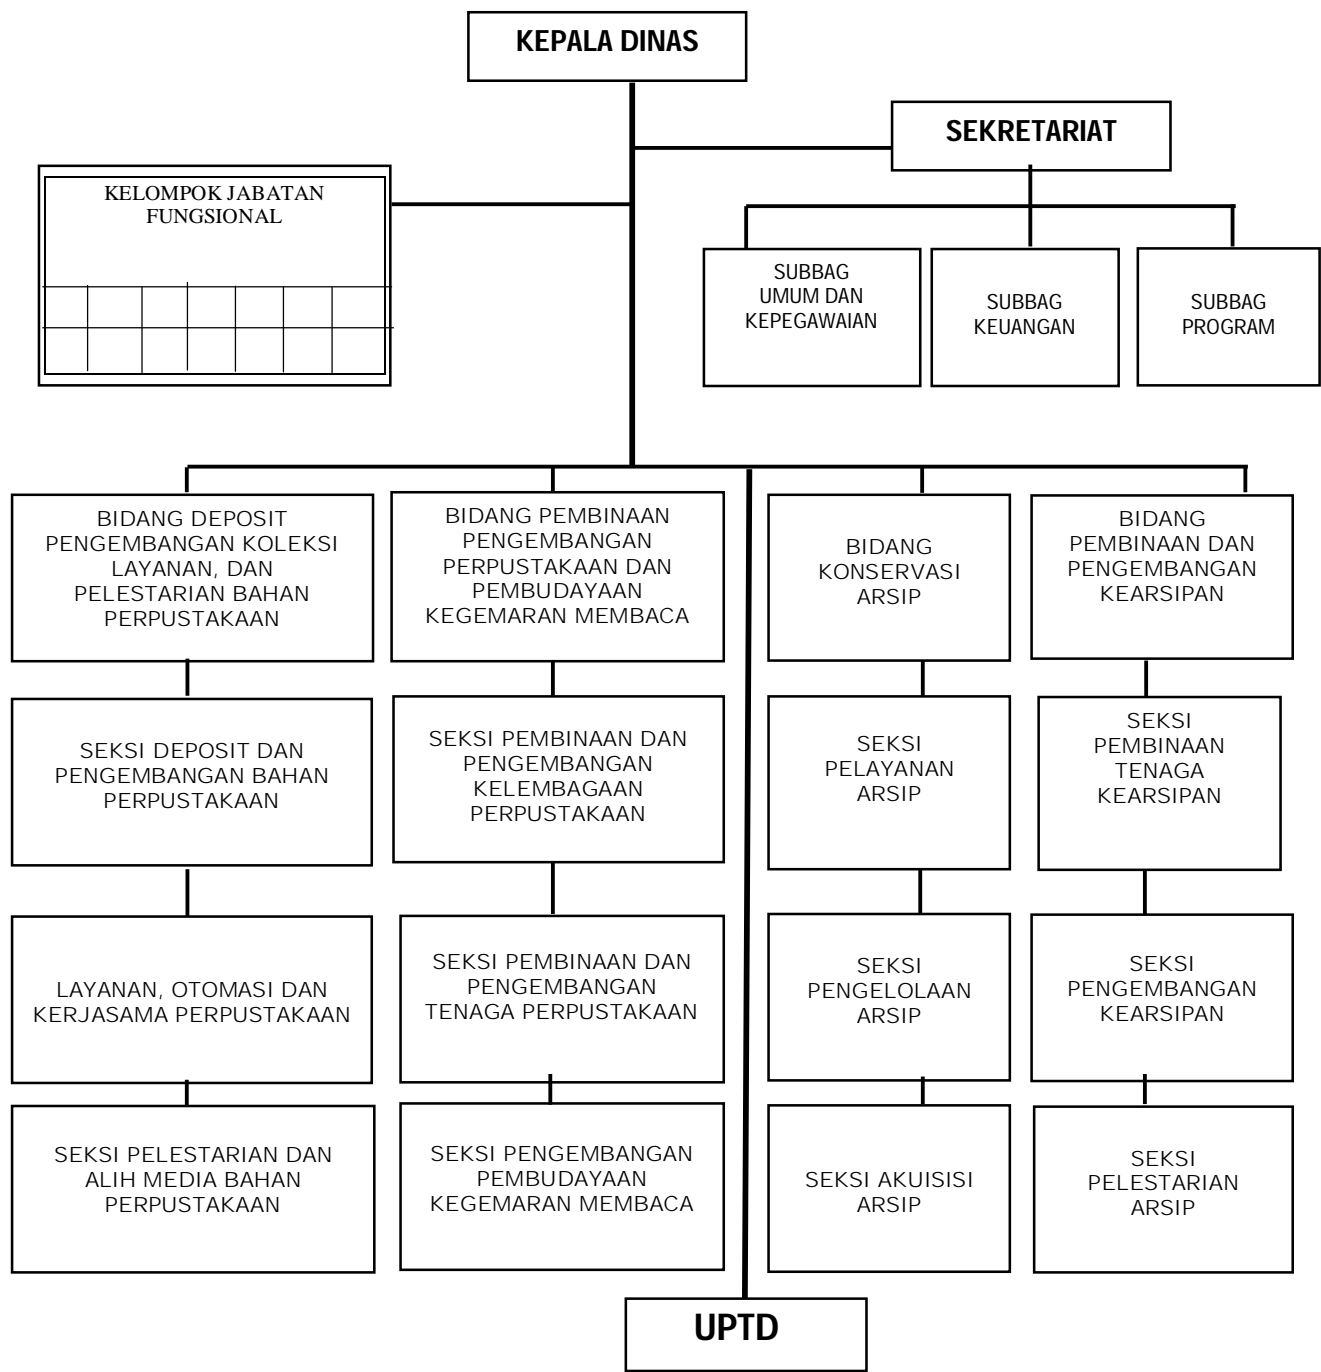 KEPALA DINAS
SEKRETARIAT
KELOMPOK JABATAN
FUNGSIONAL
SUBBAG
UMUM DAN
KEPEGAWAIAN
SUBBAG
KEUANGAN
SUBBAG
PROGRAM
BIDANG DEPOSIT
PENGEMBANGAN KOLEKSI
LAYANAN, DAN
PELESTARIAN BAHAN
PERPUSTAKAAN
BIDANG PEMBINAAN
PENGEMBANGAN
PERPUSTAKAAN DAN
PEMBUDAYAAN
KEGEMARAN MEMBACA
BIDANG
KONSERVASI
ARSIP
BIDANG
PEMBINAAN DAN
PENGEMBANGAN
KEARSIPAN
SEKSI DEPOSIT DAN
PENGEMBANGAN BAHAN
PERPUSTAKAAN
SEKSI PEMBINAAN DAN
PENGEMBANGAN
KELEMBAGAAN
PERPUSTAKAAN
SEKSI
PELAYANAN
ARSIP
SEKSI
PEMBINAAN
TENAGA
KEARSIPAN
LAYANAN, OTOMASI DAN
KERJASAMA PERPUSTAKAAN
SEKSI PEMBINAAN DAN
PENGEMBANGAN
TENAGA PERPUSTAKAAN
SEKSI
PENGELOLAAN
ARSIP
SEKSI
PENGEMBANGAN
KEARSIPAN
SEKSI PELESTARIAN DAN
ALIH MEDIA BAHAN
PERPUSTAKAAN
SEKSI PENGEMBANGAN
PEMBUDAYAAN
KEGEMARAN MEMBACA
SEKSI AKUISISI
ARSIP
SEKSI
PELESTARIAN
ARSIP
UPTD